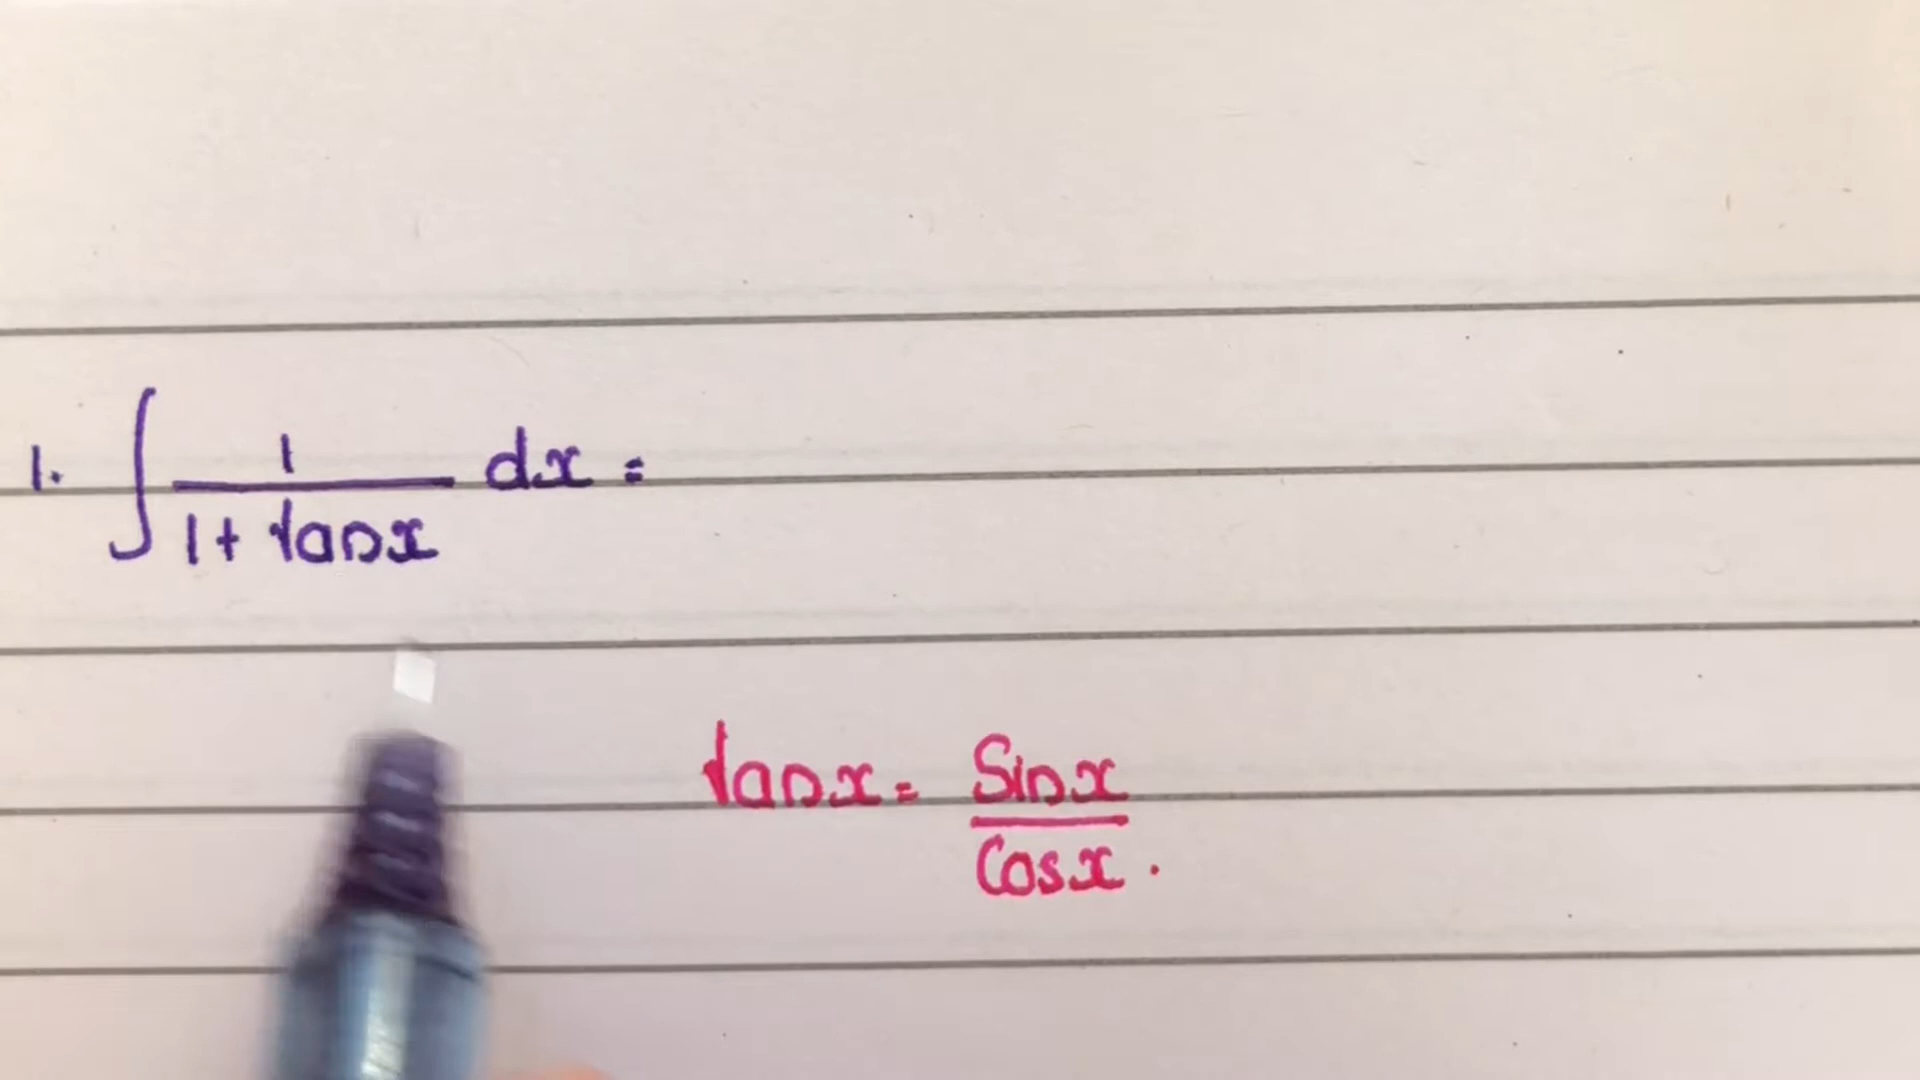 1. ∫ 1/(1+ tanx) dx =
tanx = Sinx/Cosx .